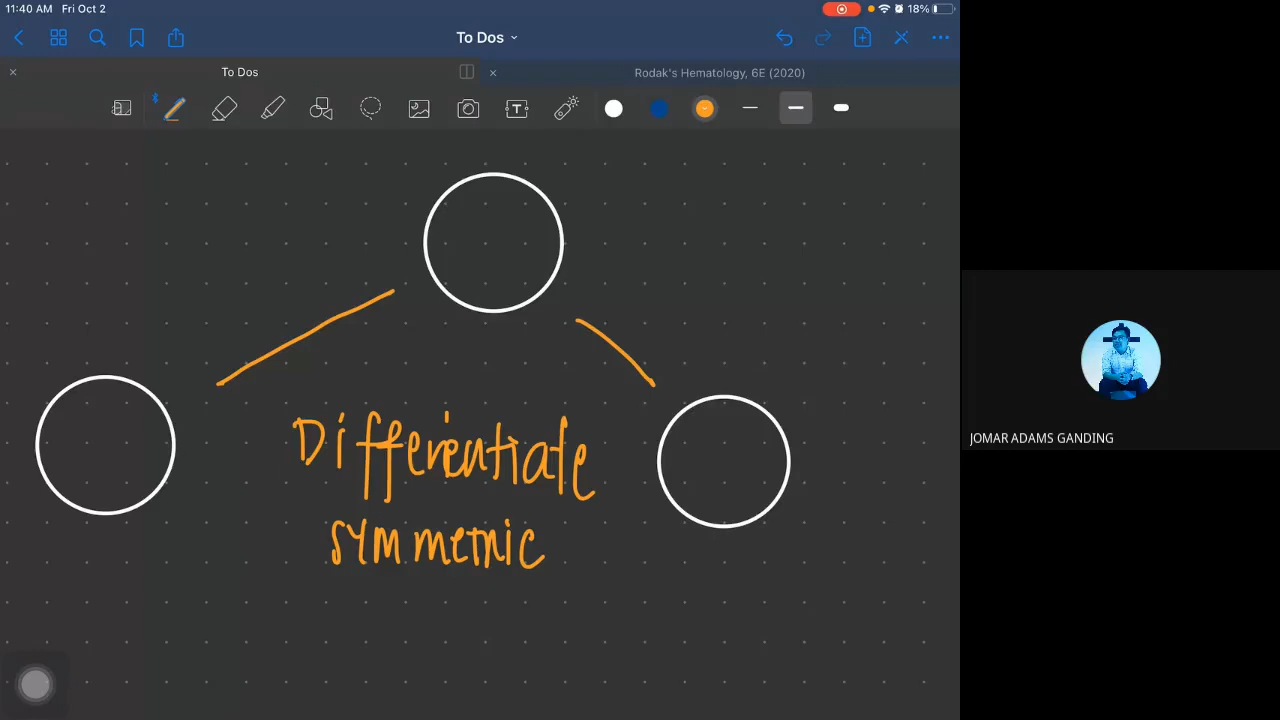 11:40 AM Fri Oct 2
18%
To Dos
To Dos
Rodak's Hematology, 6E (2020)
T
Differentiate
symmetric
JOMAR ADAMS GANDING